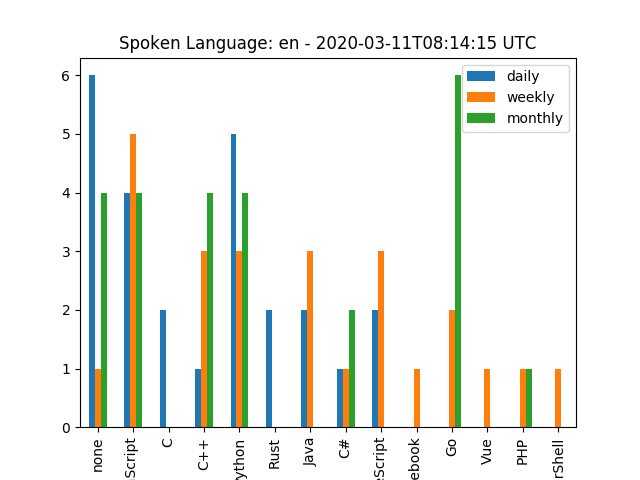 Spoken Language: en - 2020-03-11T08:14:15 UTC
daily
weekly
monthly
6
5
4
3
2
1
0
none
Script
C
C++
ython
Rust
Java
C#
eScript
ebook
Go
Vue
PHP
rShell